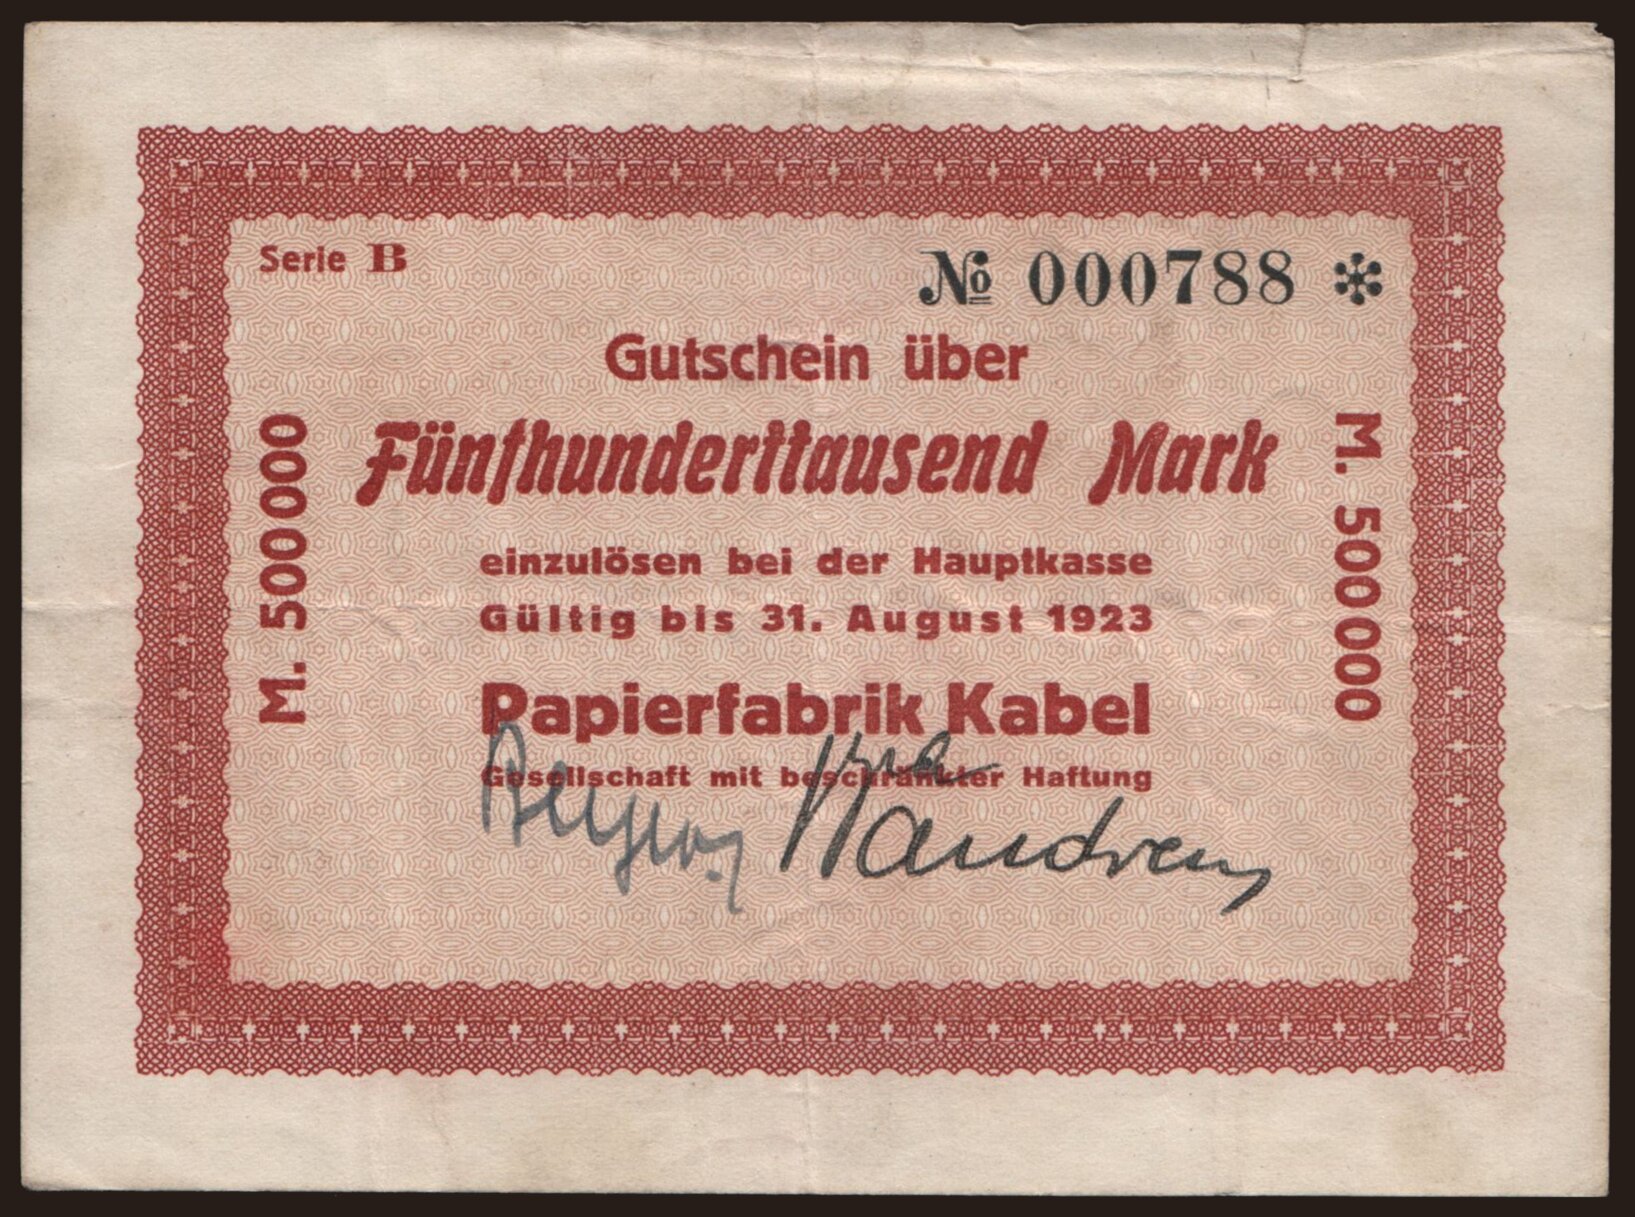 Serie B
№ 000788 *
Gutschein über
Fünfhunderttausend Mark
M. 500000
M. 500000
einzulösen bei der Hauptkasse
Gültig bis 31. August 1923
Papierfabrik Kabel
Gesellschaft mit beschränkter Haftung